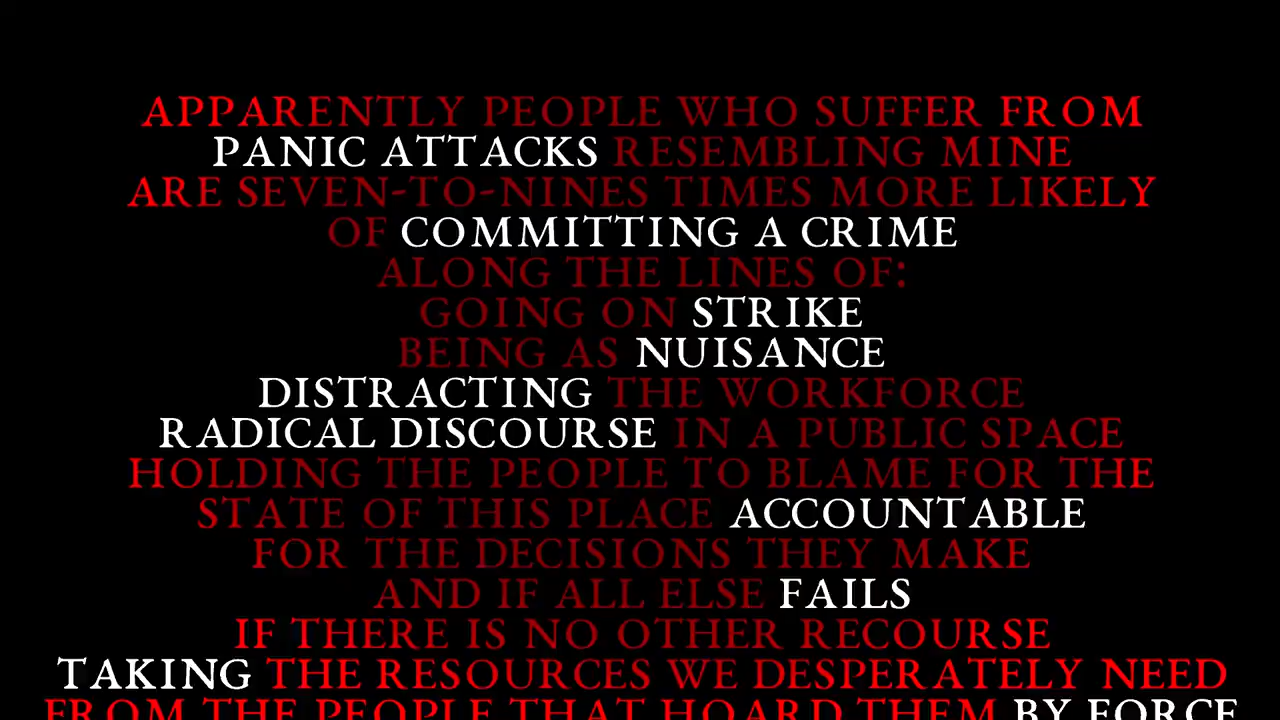 APPARENTLY PEOPLE WHO SUFFER FROM
PANIC ATTACKS RESEMBLING MINE
ARE SEVEN-TO-NINES TIMES MORE LIKELY
OF COMMITTING A CRIME
ALONG THE LINES OF:
GOING ON STRIKE
BEING AS NUISANCE
DISTRACTING THE WORKFORCE
RADICAL DISCOURSE IN A PUBLIC SPACE
HOLDING THE PEOPLE TO BLAME FOR THE
STATE OF THIS PLACE ACCOUNTABLE
FOR THE DECISIONS THEY MAKE
AND IF ALL ELSE FAILS
IF THERE IS NO OTHER RECOURSE
TAKING THE RESOURCES WE DESPERATELY NEED
FROM THE PEOPLE THAT HOARD THEM BY FORCE